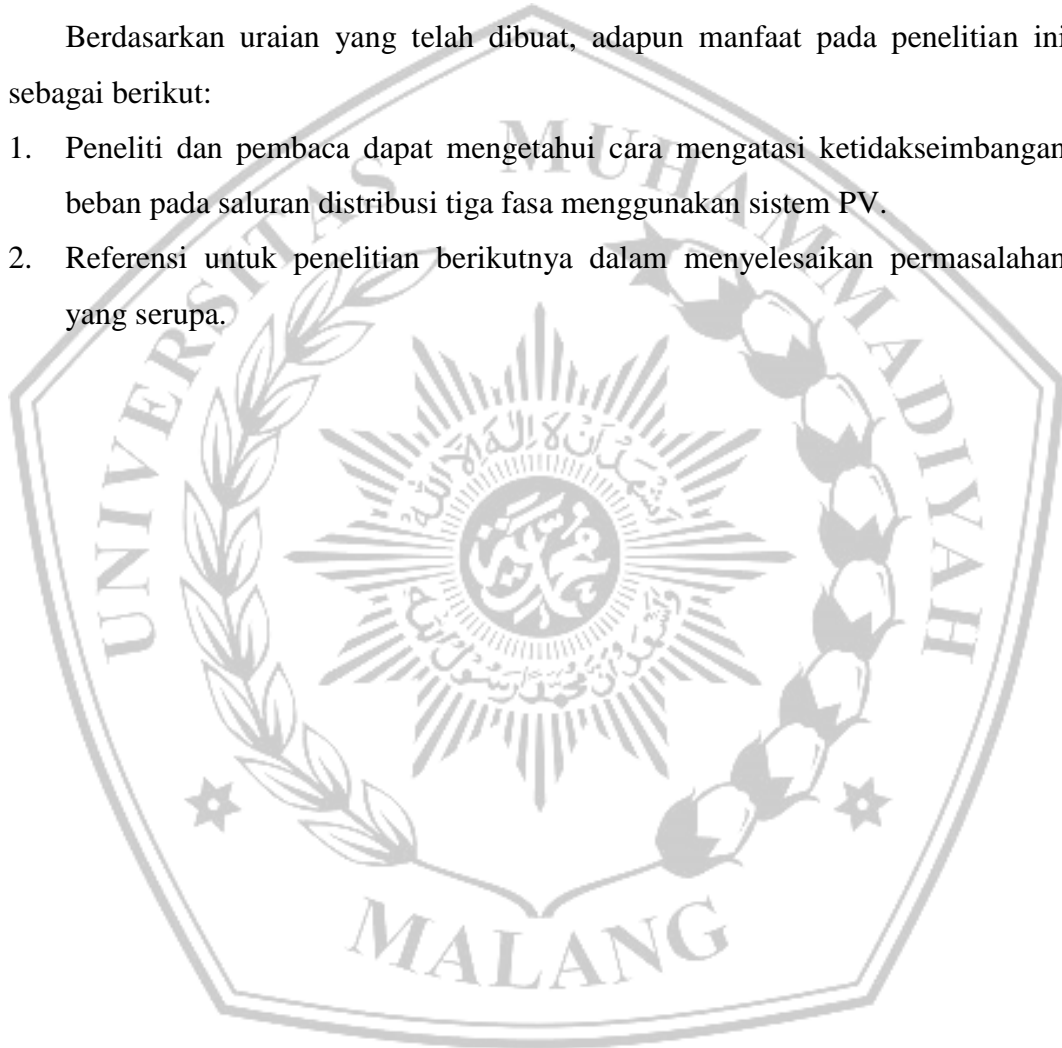 Berdasarkan uraian yang telah dibuat, adapun manfaat pada penelitian ini
sebagai berikut:
1. Peneliti dan pembaca dapat mengetahui cara mengatasi ketidakseimbangan
beban pada saluran distribusi tiga fasa menggunakan sistem PV.
2. Referensi untuk penelitian berikutnya dalam menyelesaikan permasalahan
yang serupa.
UNIVERSITAS MUHAMMADIYAH
MALANG